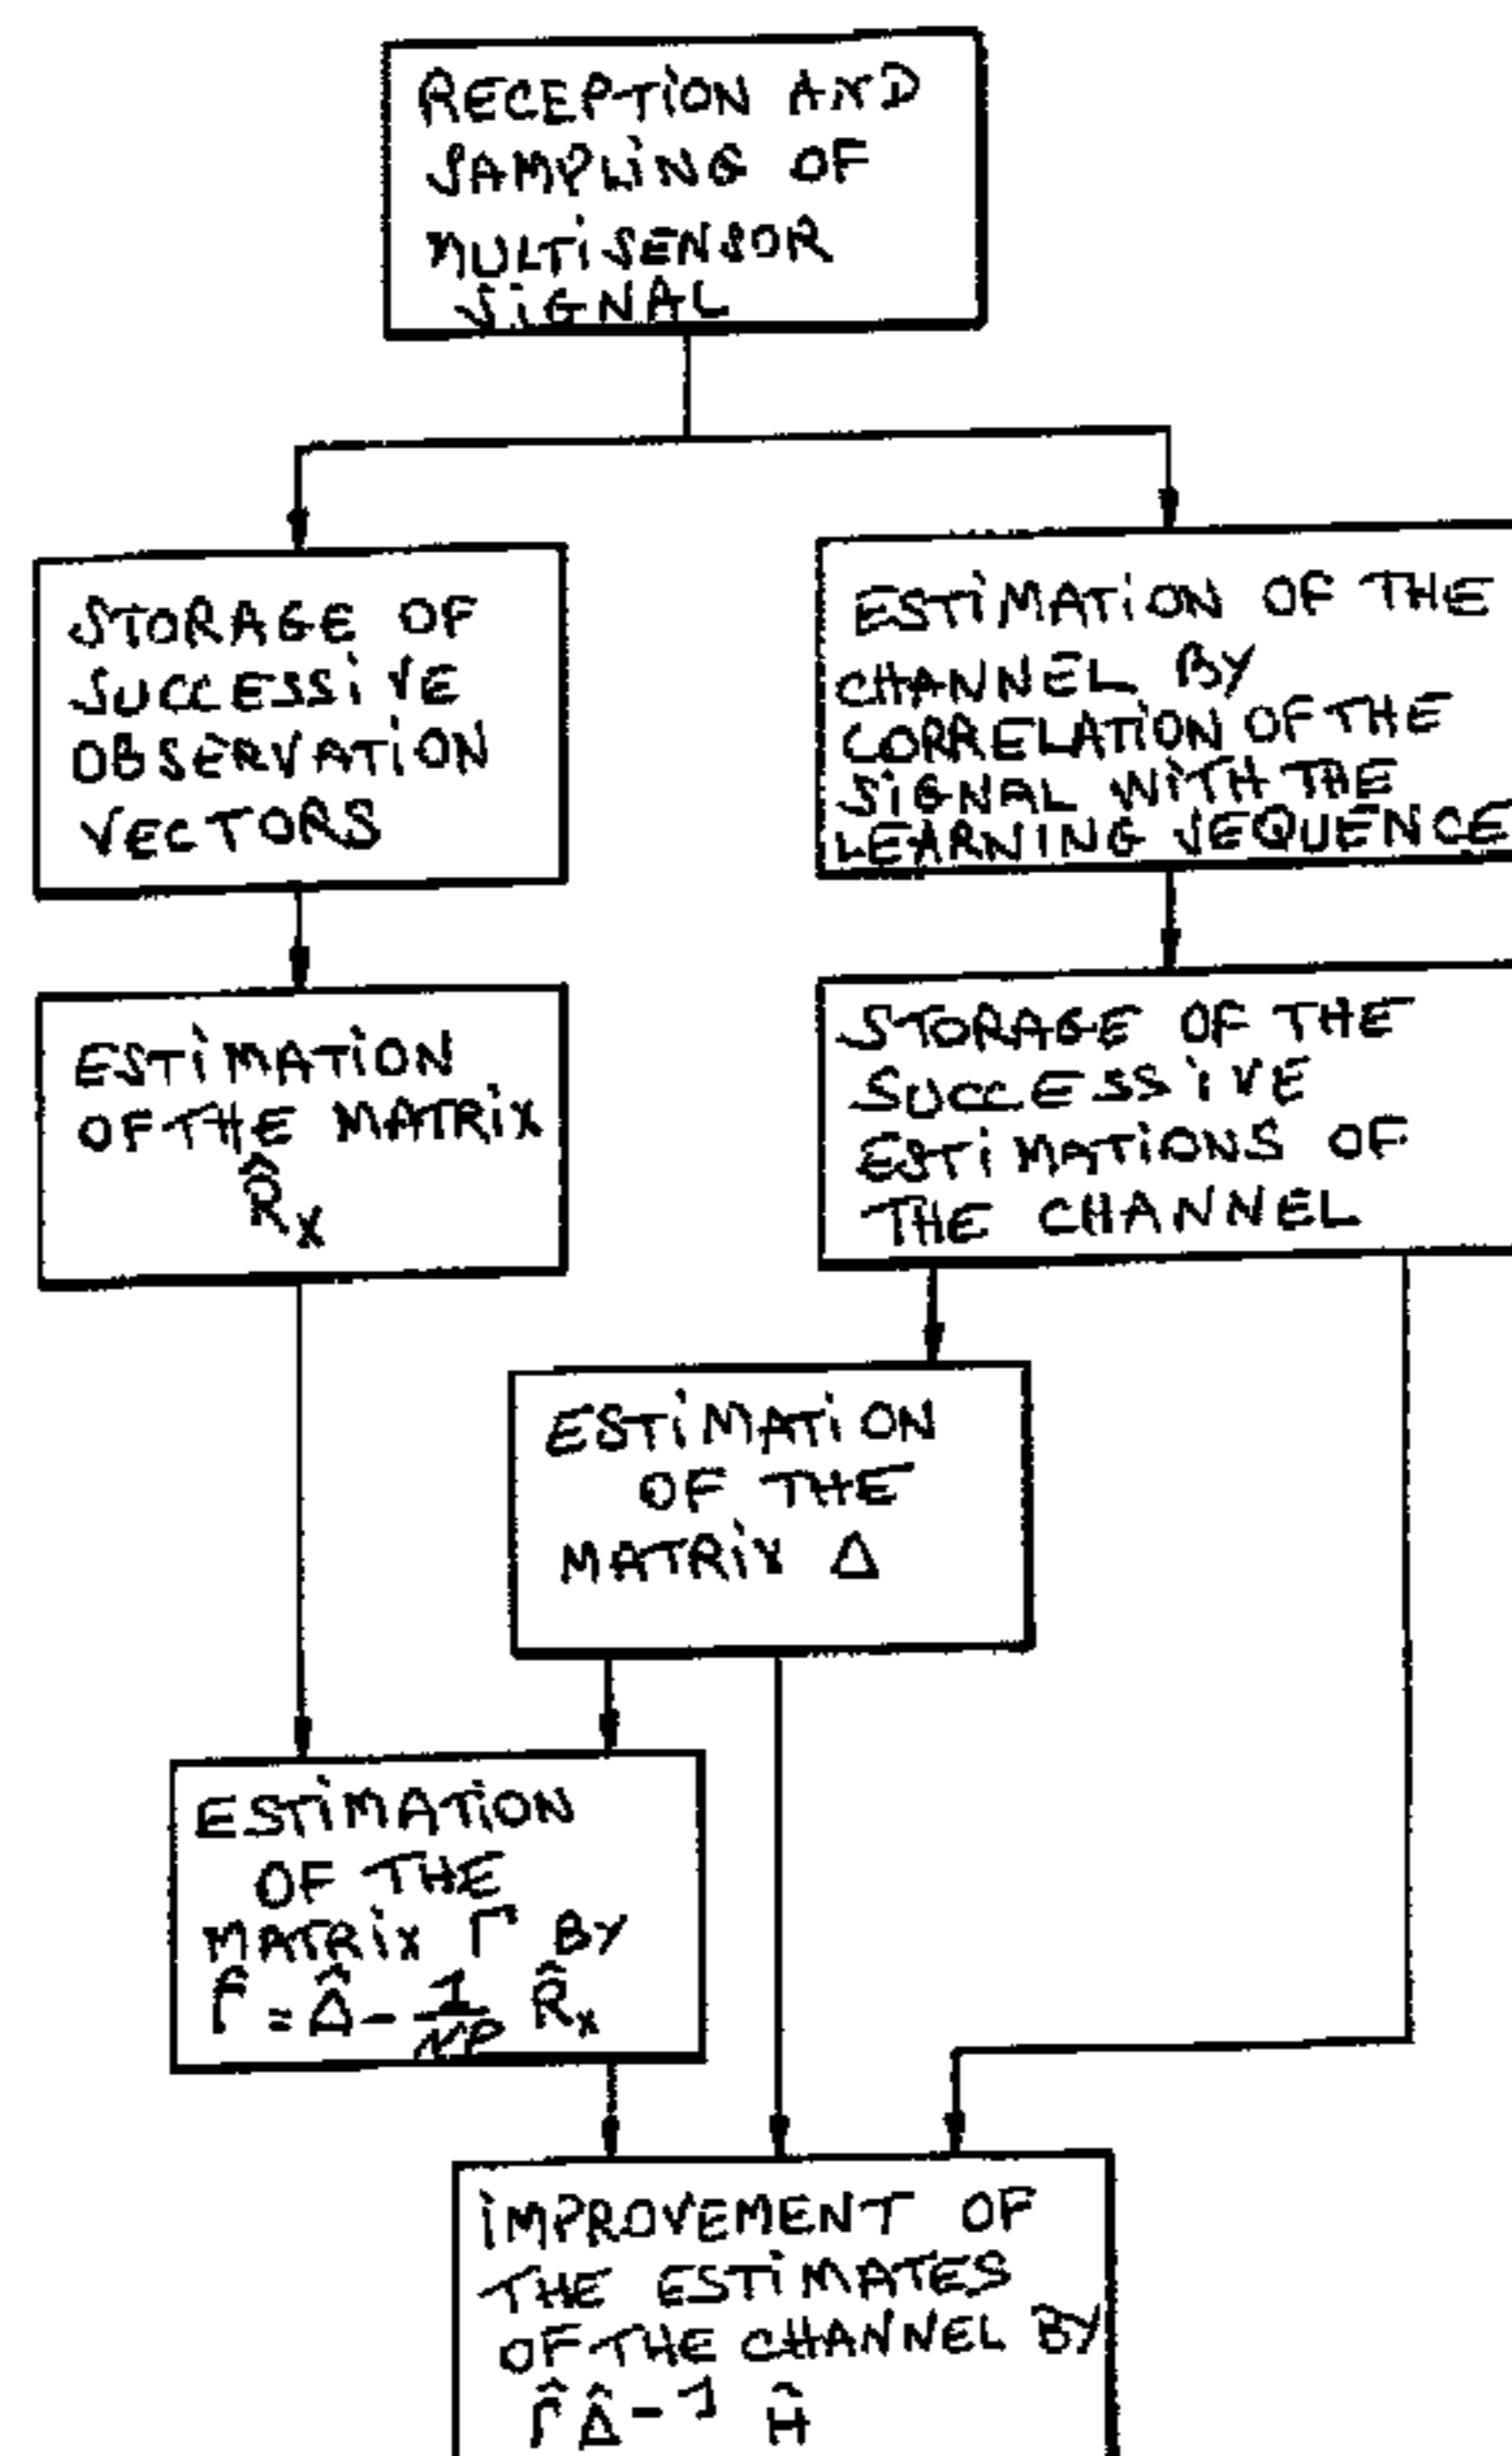 RECEPTION AND
SAMPLING OF
MULTISENSOR
SIGNAL
STORAGE OF
SUCCESSIVE
OBSERVATION
VECTORS
ESTIMATION OF THE
CHANNEL BY
CORRELATION OF THE
SIGNAL WITH THE
LEARNING SEQUENCE
ESTIMATION
OF THE MATRIX
R̂x
STORAGE OF THE
SUCCESSIVE
ESTIMATIONS OF
THE CHANNEL
ESTIMATION
OF THE
MATRIX Δ
ESTIMATION
OF THE
MATRIX Γ BY
Γ̂ = Δ̂ - 1/NP R̂x
IMPROVEMENT OF
THE ESTIMATES
OF THE CHANNEL BY
Γ̂ Δ̂ - 1 Ĥ